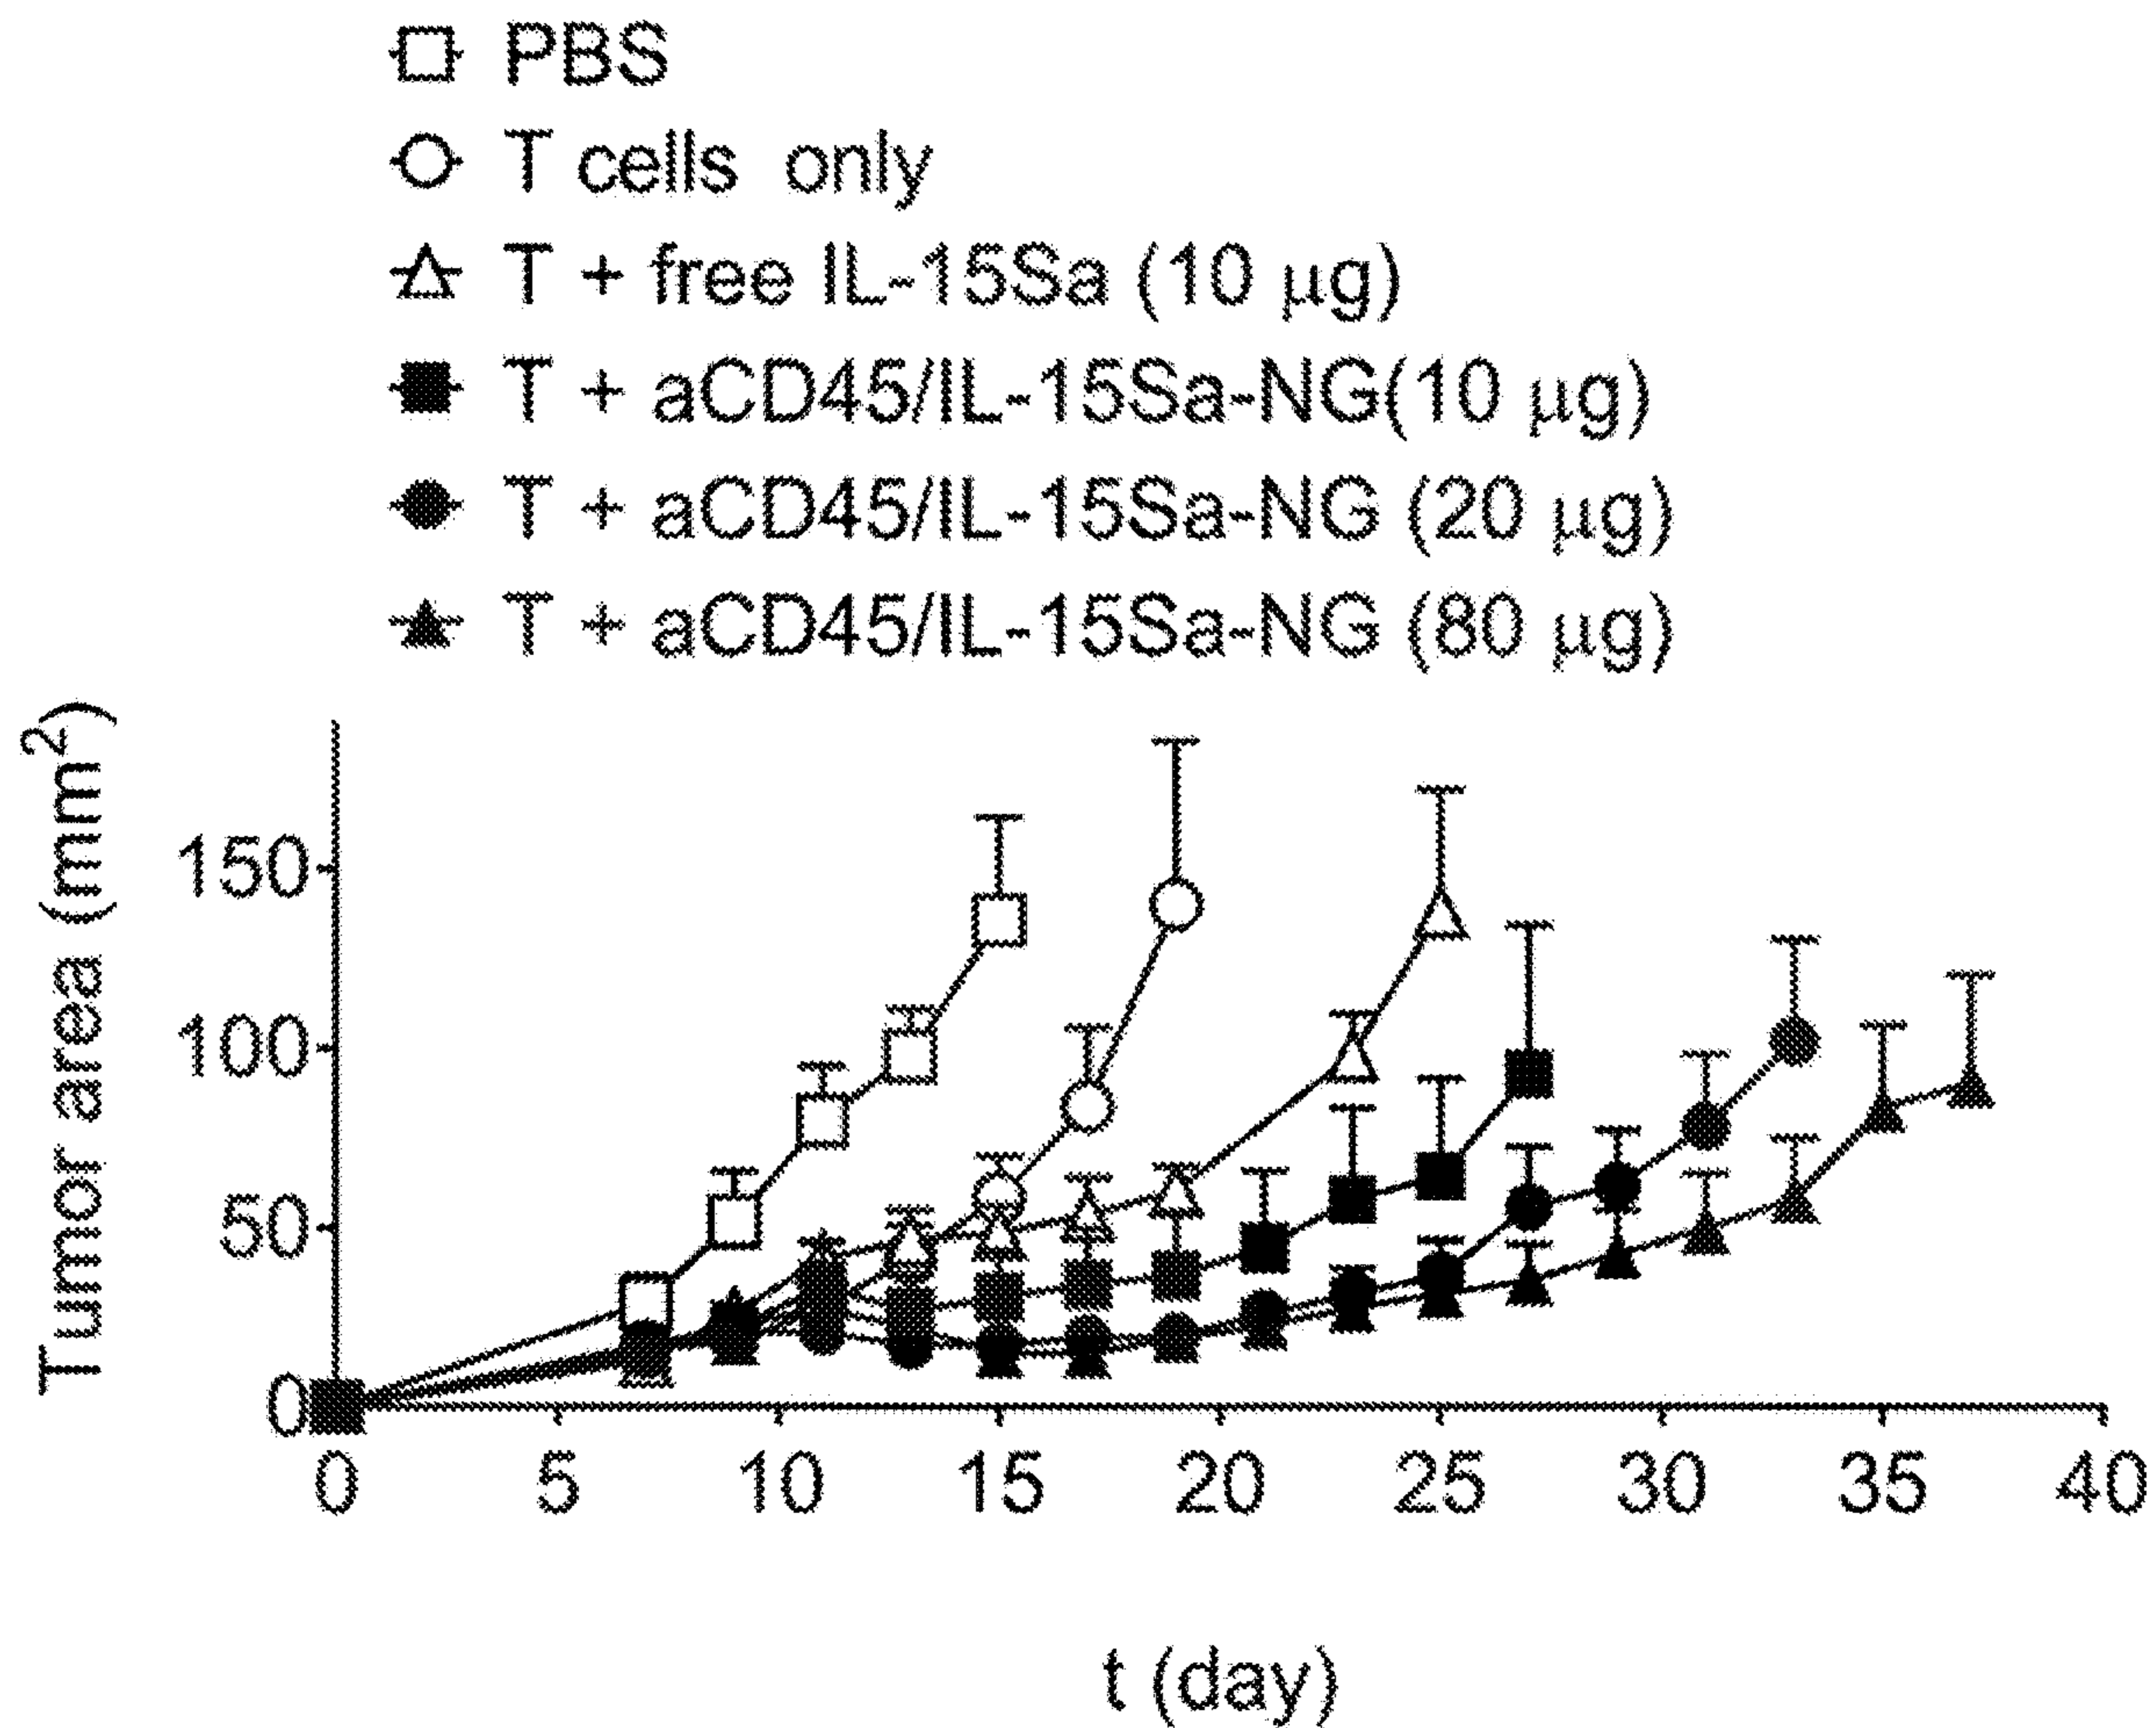 PBS
T cells only
T + free IL-15Sa (10 µg)
T + aCD45/IL-15Sa-NG(10 µg)
T + aCD45/IL-15Sa-NG (20 µg)
T + aCD45/IL-15Sa-NG (80 µg)
Tumor area (mm²)
150
100
50
0
0 5 10 15 20 25 30 35 40
t (day)